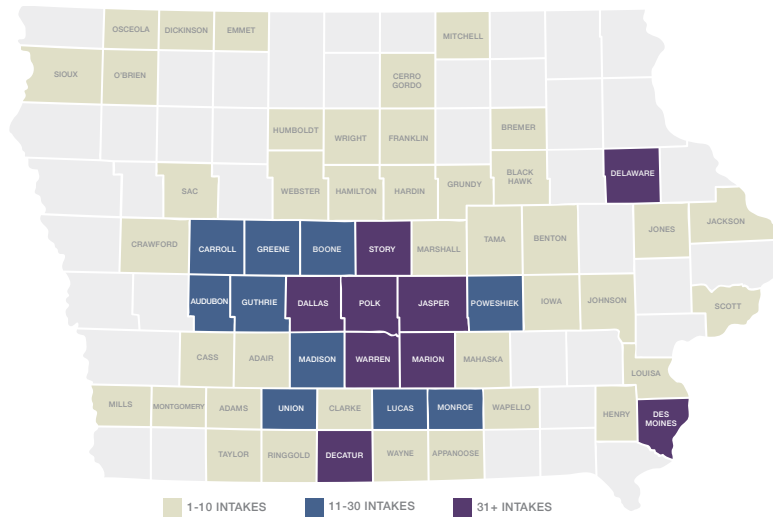 OSCEOLA
DICKINSON
EMMET
MITCHELL
SIOUX
O'BRIEN
CERRO
GORDO
HUMBOLDT
WRIGHT
FRANKLIN
BREMER
DELAWARE
SAC
WEBSTER
HAMILTON
HARDIN
GRUNDY
BLACK
HAWK
CRAWFORD
CARROLL
GREENE
BOONE
STORY
MARSHALL
TAMA
BENTON
JONES
JACKSON
AUDUBON
GUTHRIE
DALLAS
POLK
JASPER
POWESHIEK
IOWA
JOHNSON
SCOTT
CASS
ADAIR
MADISON
WARREN
MARION
MAHASKA
LOUISA
MILLS
MONTGOMERY
ADAMS
UNION
CLARKE
LUCAS
MONROE
WAPELLO
HENRY
DES
MOINES
TAYLOR
RINGGOLD
DECATUR
WAYNE
APPANOOSE
1-10 INTAKES
11-30 INTAKES
31+ INTAKES